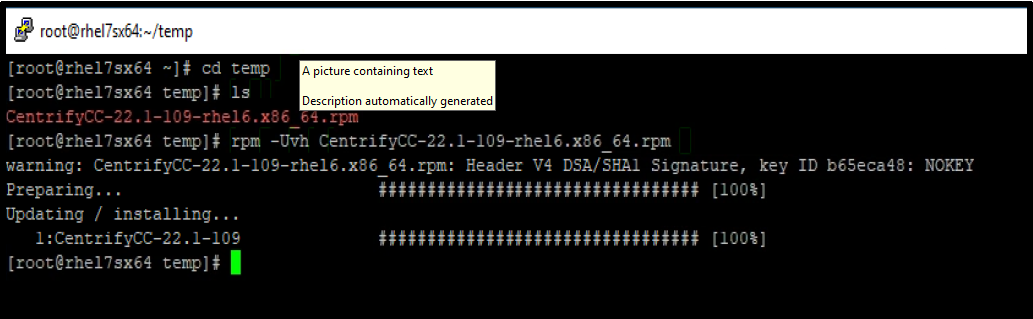 root@rhel7sx64:~/temp
[root@rhel7sx64 ~]# cd temp
A picture containing text
[root@rhel7sx64 temp]# ls
Description automatically generated
CentrifyCC-22.1-109-rhel6.x86_64.rpm
[root@rhel7sx64 temp]# rpm -Uvh CentrifyCC-22.1-109-rhel6.x86_64.rpm
warning: CentrifyCC-22.1-109-rhel6.x86_64.rpm: Header V4 DSA/SHA1 Signature, key ID b65eca48: NOKEY
Preparing... ################################# [100%]
Updating / installing...
1:CentrifyCC-22.1-109 ################################# [100%]
[root@rhel7sx64 temp]#